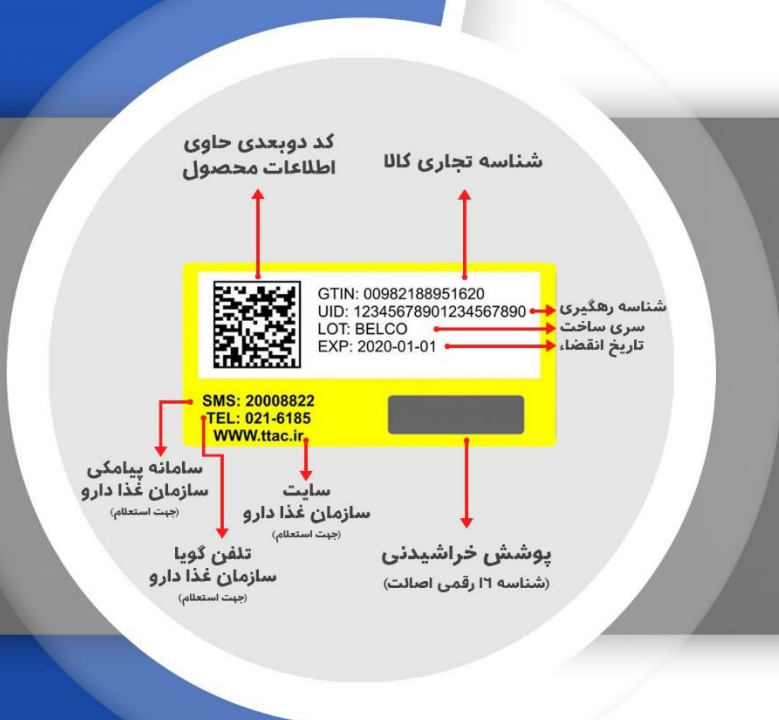 کد دوبعدی حاوی
اطلاعات محصول
شناسه تجاری کالا
GTIN: 00982188951620
UID: 12345678901234567890
LOT: BELCO
EXP: 2020-01-01
شناسه رهگیری
سری ساخت
تاریخ انقضاء
SMS: 20008822
TEL: 021-6185
WWW.ttac.ir
سامانه پیامکی
سازمان غذا دارو
(جهت استعلام)
تلفن گویا
سازمان غذا دارو
(جهت استعلام)
سایت
سازمان غذا دارو
(جهت استعلام)
پوشش خراشیدنی
(شناسه ۱۶ رقمی اصالت)